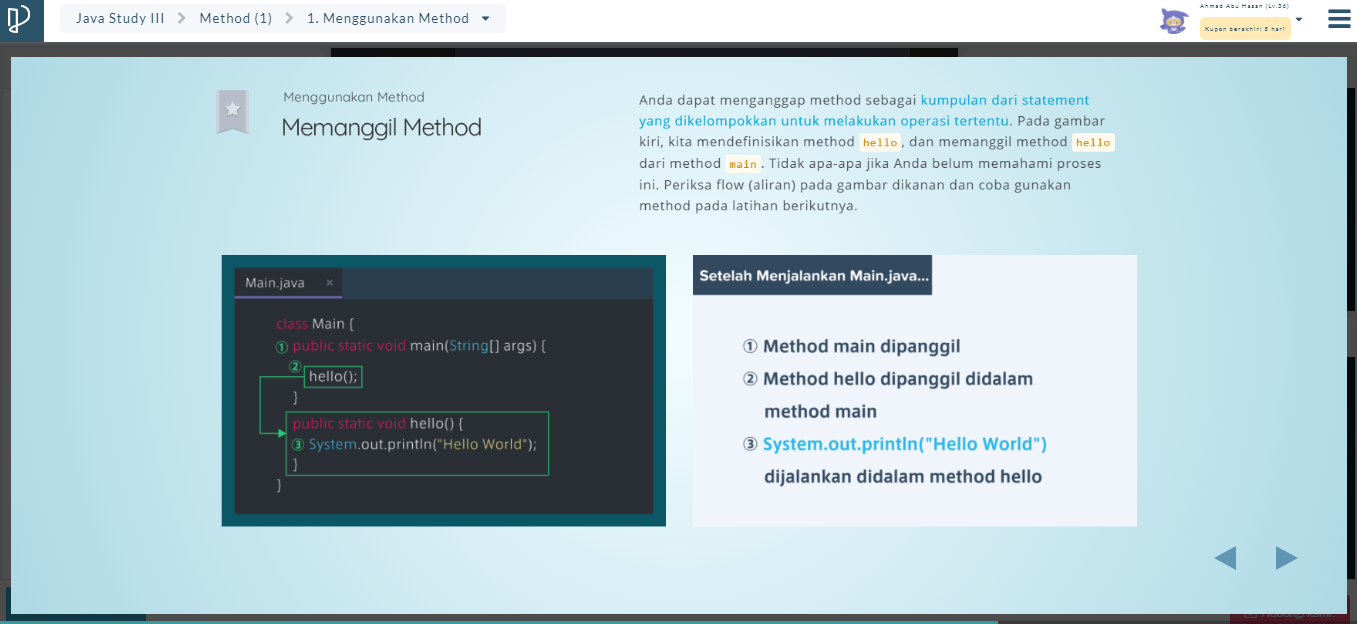 Java Study III
Method (1)
1. Menggunakan Method
Ahmad Abu Hasan (Lv.36)
Kupon berakhir: 5 hari
Menggunakan Method
Memanggil Method
Anda dapat menganggap method sebagai kumpulan dari statement
yang dikelompokkan untuk melakukan operasi tertentu. Pada gambar
kiri, kita mendefinisikan method hello, dan memanggil method hello
dari method main. Tidak apa-apa jika Anda belum memahami proses
ini. Periksa flow (aliran) pada gambar dikanan dan coba gunakan
method pada latihan berikutnya.
Main.java ×
class Main {
① public static void main(String[] args) {
② hello();
}
public static void hello() {
③ System.out.println("Hello World");
}
}
Setelah Menjalankan Main.java...
① Method main dipanggil
② Method hello dipanggil didalam
method main
③ System.out.println("Hello World")
dijalankan didalam method hello